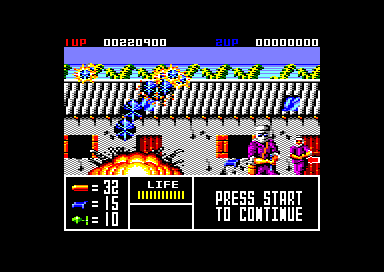 1UP 00220900 2UP 00000000
= 32
= 15
= 10
LIFE
PRESS START
TO CONTINUE